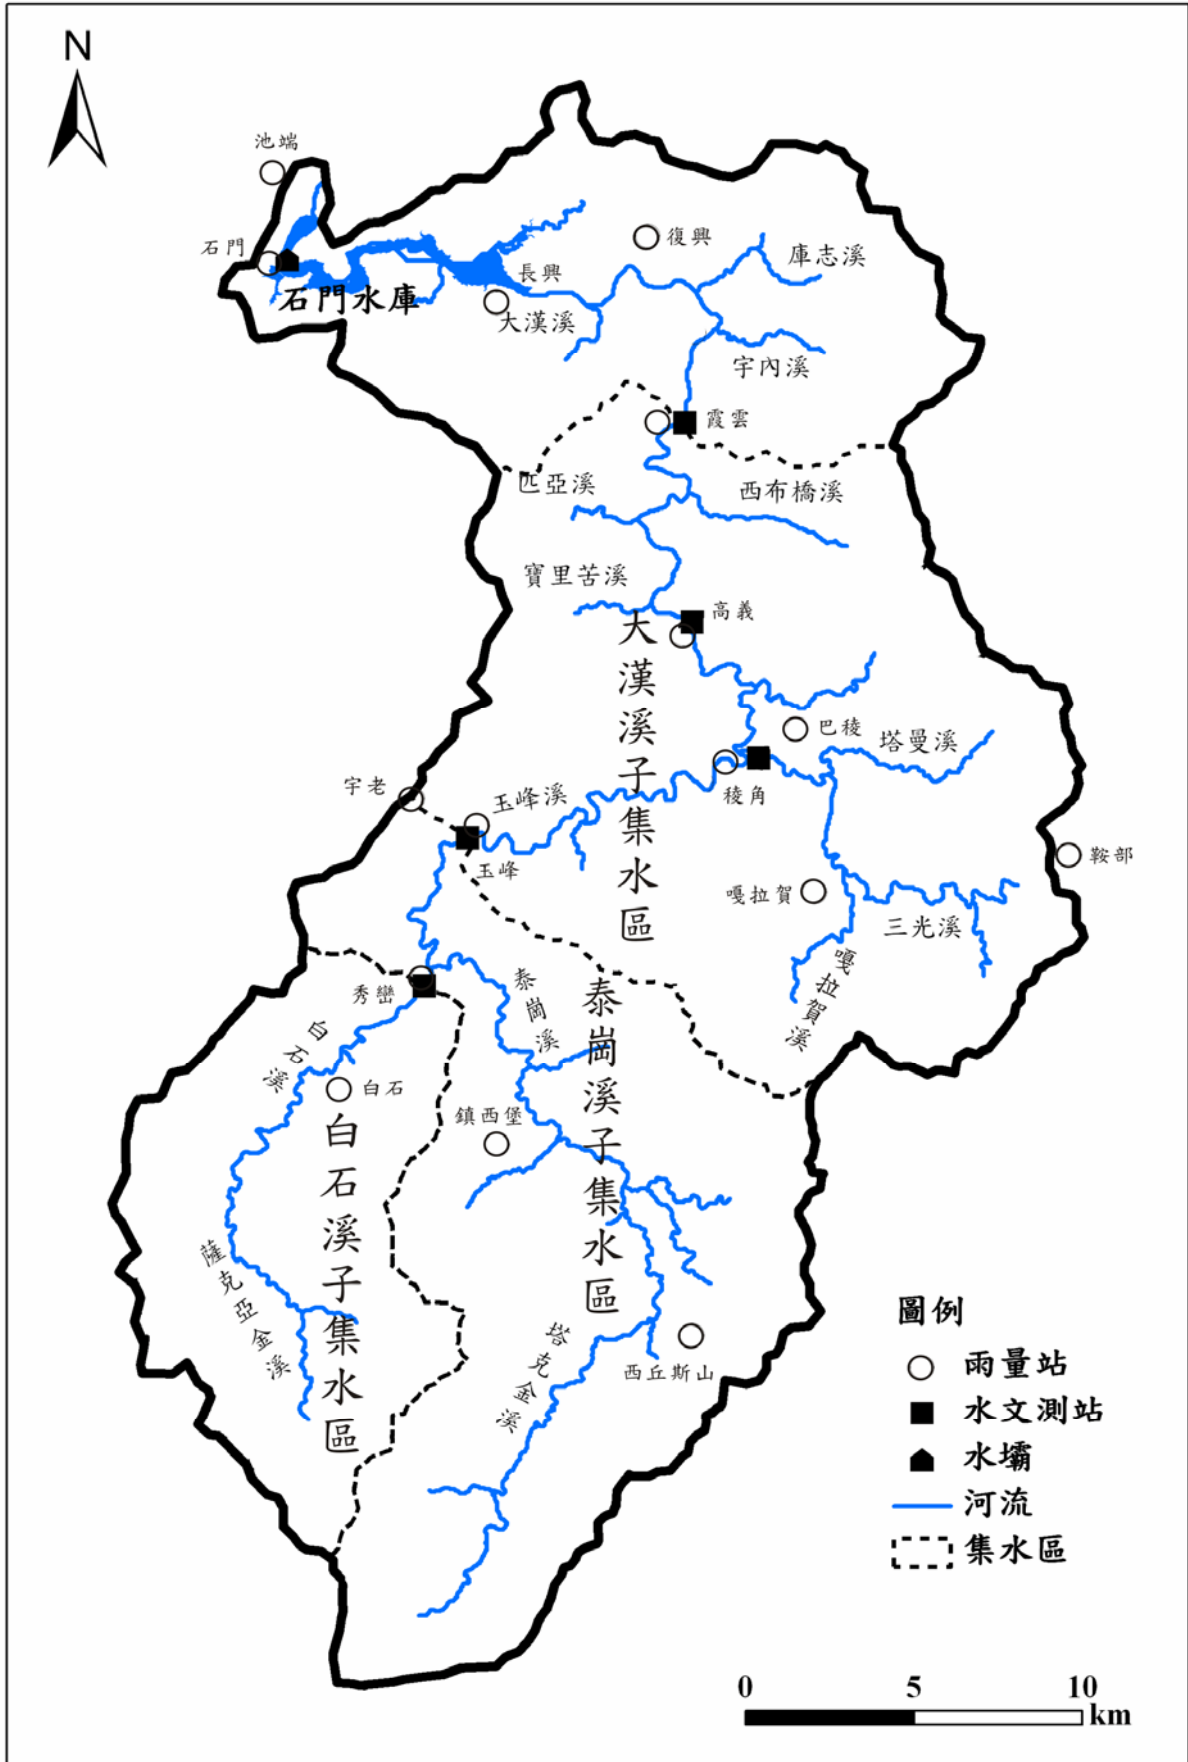 N
池端
石門
復興
庫志溪
長興
石門水庫
大漢溪
宇內溪
霞雲
匹亞溪
西布橋溪
寶里苦溪
高義
大漢溪子集水區
巴稜
塔曼溪
稜角
宇老
玉峰溪
玉峰
鞍部
嘎拉賀
三光溪
嘎拉賀溪
秀巒
泰崗溪
泰崗溪子集水區
白石溪
白石
鎮西堡
白石溪子集水區
薩克亞金溪
塔克金溪
西丘斯山
圖例
雨量站
水文測站
水壩
河流
集水區
0 5 10
km